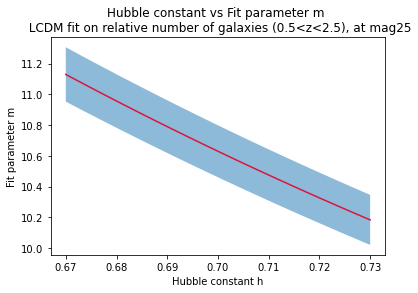 Hubble constant vs Fit parameter m
LCDM fit on relative number of galaxies (0.5<z<2.5), at mag25
11.2
11.0
10.8
10.6
10.4
10.2
10.0
Fit parameter m
0.67 0.68 0.69 0.70 0.71 0.72 0.73
Hubble constant h